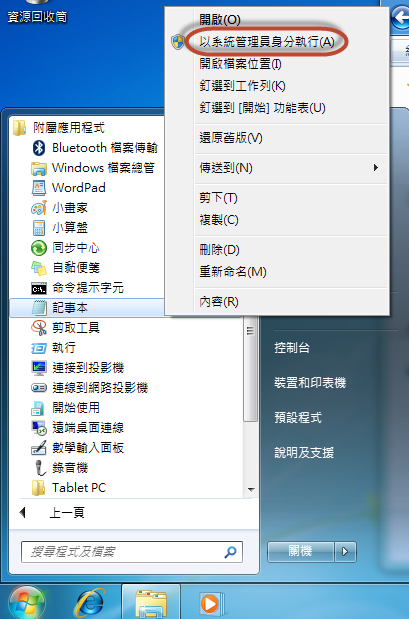 資源回收筒
開啟(O)
以系統管理員身分執行(A)
開啟檔案位置(I)
釘選到工作列(K)
釘選到 [開始] 功能表(U)
還原舊版(V)
傳送到(N)
剪下(T)
複製(C)
刪除(D)
重新命名(M)
內容(R)
附屬應用程式
Bluetooth 檔案傳輸
Windows 檔案總管
WordPad
小畫家
小算盤
同步中心
自黏便箋
命令提示字元
記事本
剪取工具
執行
連接到投影機
連線到網路投影機
開始使用
遠端桌面連線
數學輸入面板
錄音機
Tablet PC
上一頁
搜尋程式及檔案
控制台
裝置和印表機
預設程式
說明及支援
關機